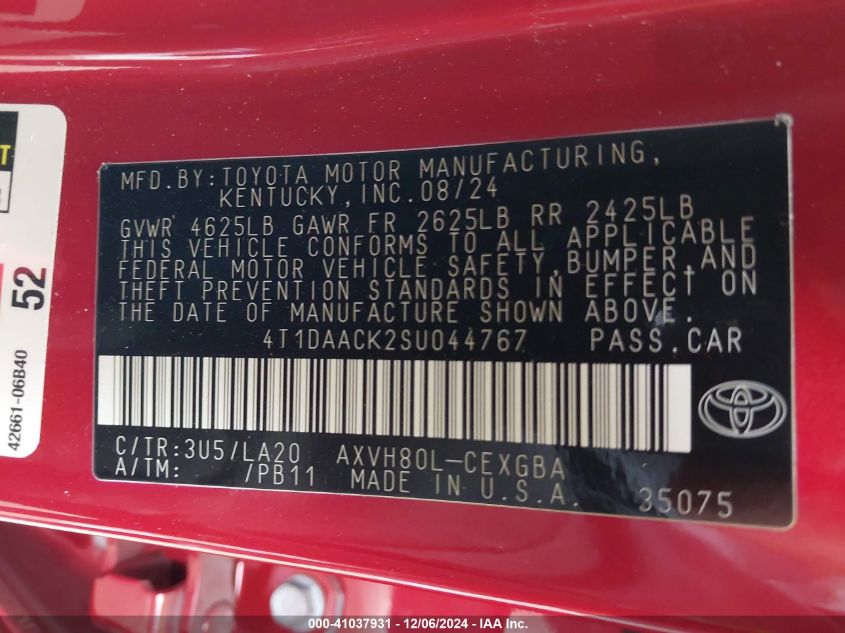 MFD.BY:TOYOTA MOTOR MANUFACTURING,
KENTUCKY,INC.08/24
GVWR 4625LB GAWR FR 2625LB RR 2425LB
THIS VEHICLE CONFORMS TO ALL APPLICABLE
FEDERAL MOTOR VEHICLE SAFETY,BUMPER,AND
THEFT PREVENTION STANDARDS IN EFFECT ON
THE DATE OF MANUFACTURE SHOWN ABOVE.
4T1DAACK2SU044767 PASS.CAR
C/TR:3U5/LA20 AXVH80L-CEXGBA
A/TM: /PB11 MADE IN U.S.A. 35075
52
42661-06B40
000-41037931 - 12/06/2024 - IAA Inc.